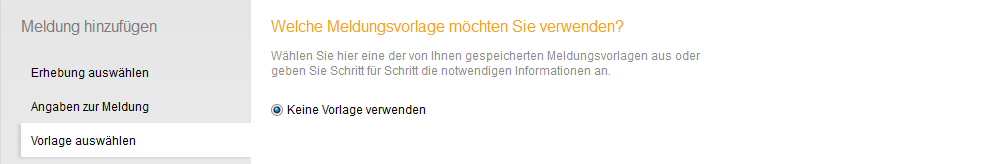 Meldung hinzufügen
Erhebung auswählen
Angaben zur Meldung
Vorlage auswählen
Welche Meldungsvorlage möchten Sie verwenden?
Wählen Sie hier eine der von Ihnen gespeicherten Meldungsvorlagen aus oder
geben Sie Schritt für Schritt die notwendigen Informationen an.
Keine Vorlage verwenden